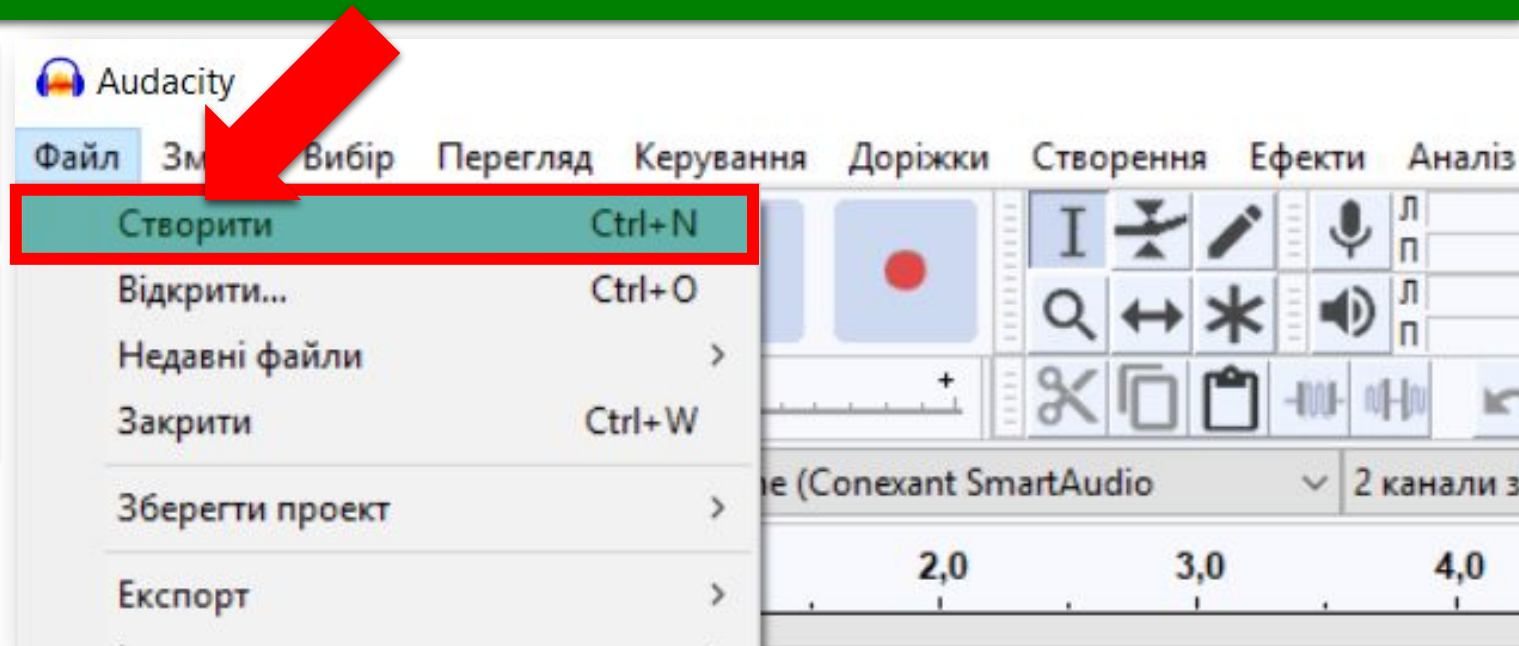 Audacity
Файл Вибір Перегляд Керування Доріжки Створення Ефекти Аналіз
Створити Ctrl+N
Відкрити... Ctrl+O
Недавні файли
Закрити Ctrl+W
Зберегти проект
Експорт
Л
П
Л
П
+
(Conexant SmartAudio
2 канали
2,0 3,0 4,0